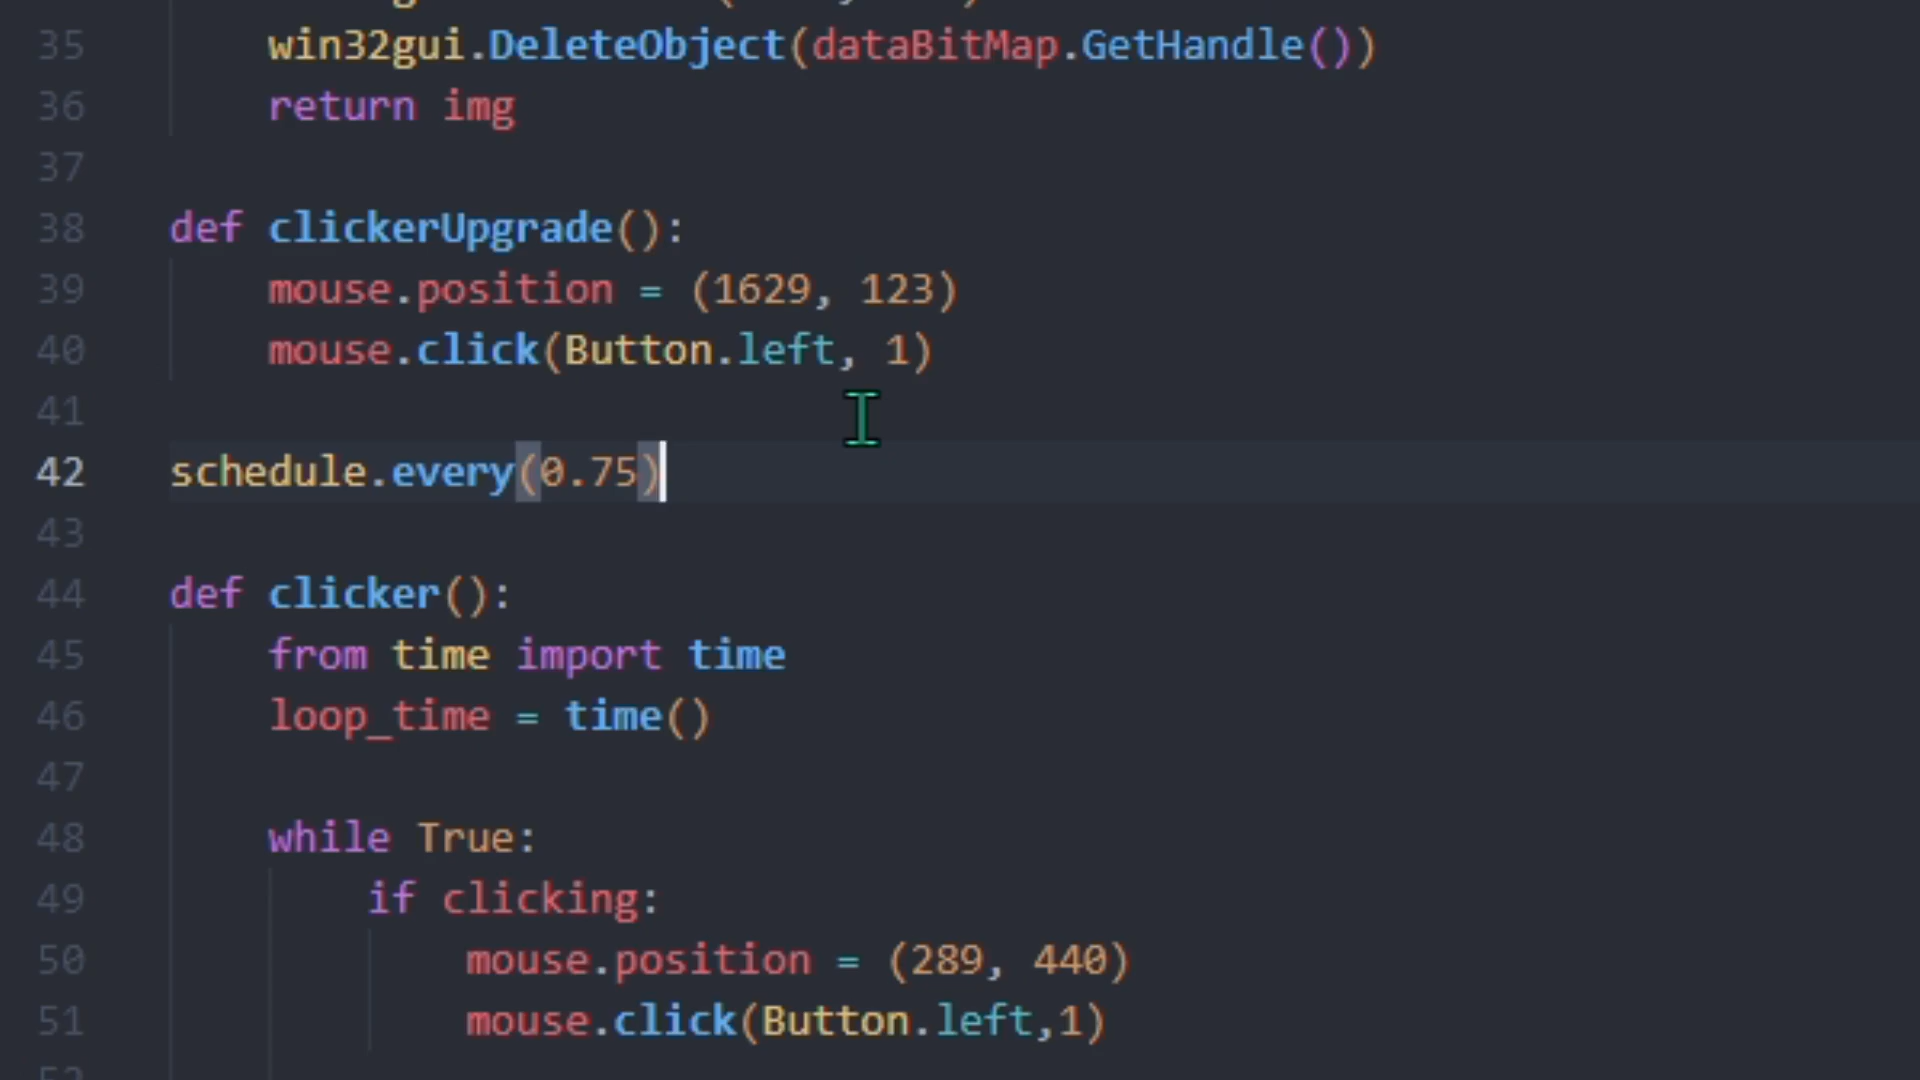 35 win32gui.DeleteObject(dataBitMap.GetHandle())
36 return img
37
38 def clickerUpgrade():
39 mouse.position = (1629, 123)
40 mouse.click(Button.left, 1)
41
42 schedule.every(0.75)
43
44 def clicker():
45 from time import time
46 loop_time = time()
47
48 while True:
49 if clicking:
50 mouse.position = (289, 440)
51 mouse.click(Button.left,1)